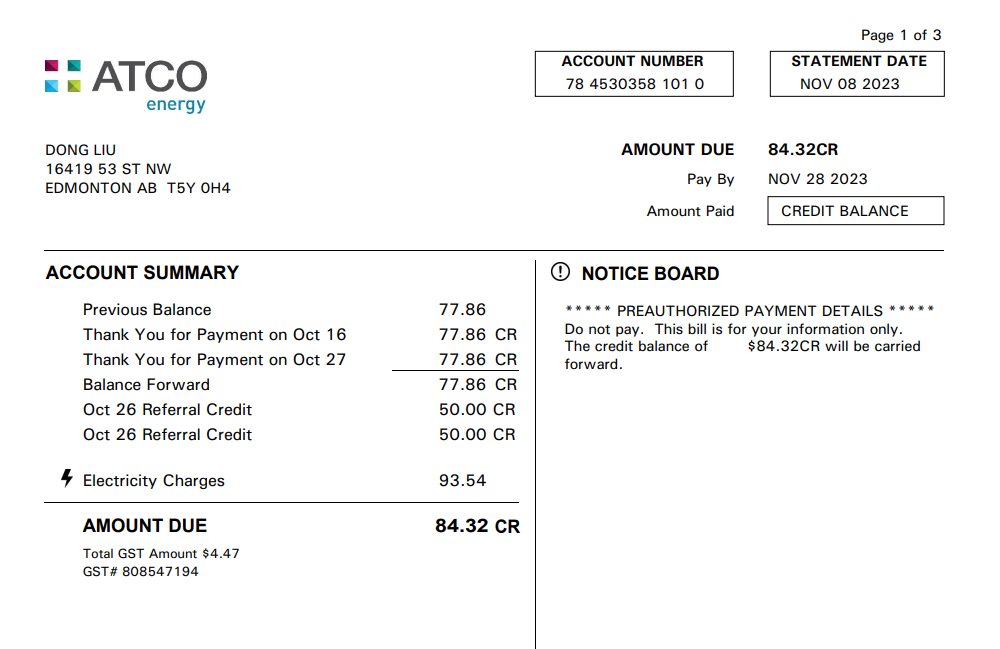 Page 1 of 3
ATCO
energy
ACCOUNT NUMBER
78 4530358 101 0
STATEMENT DATE
NOV 08 2023
DONG LIU
16419 53 ST NW
EDMONTON AB  T5Y 0H4
AMOUNT DUE 84.32CR
Pay By NOV 28 2023
Amount Paid CREDIT BALANCE
ACCOUNT SUMMARY
Previous Balance 77.86
Thank You for Payment on Oct 16 77.86 CR
Thank You for Payment on Oct 27 77.86 CR
Balance Forward 77.86 CR
Oct 26 Referral Credit 50.00 CR
Oct 26 Referral Credit 50.00 CR
Electricity Charges 93.54
AMOUNT DUE 84.32 CR
Total GST Amount $4.47
GST# 808547194
NOTICE BOARD
***** PREAUTHORIZED PAYMENT DETAILS *****
Do not pay.  This bill is for your information only.
The credit balance of $84.32CR will be carried
forward.